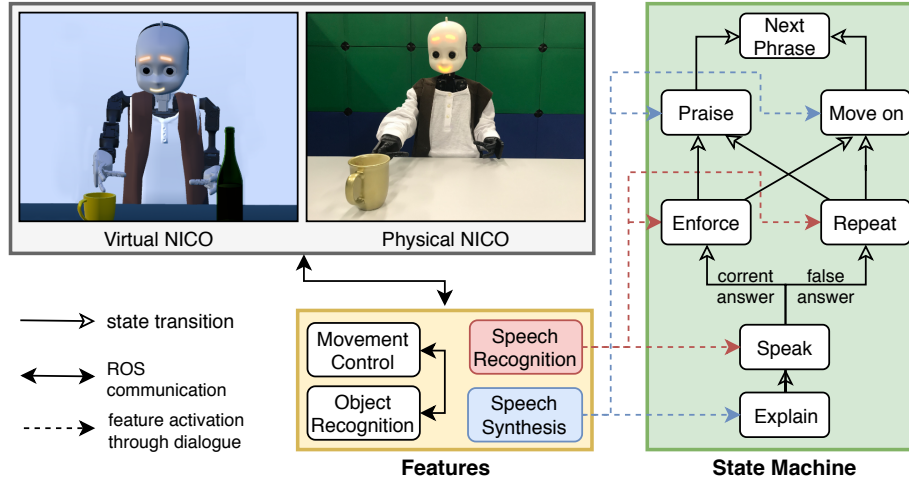 Virtual NICO
Physical NICO
state transition
ROS
communication
feature activation
through dialogue
Movement
Control
Object
Recognition
Speech
Recognition
Speech
Synthesis
Features
Next
Phrase
Praise
Move on
Enforce
Repeat
corrent
answer
false
answer
Speak
Explain
State Machine